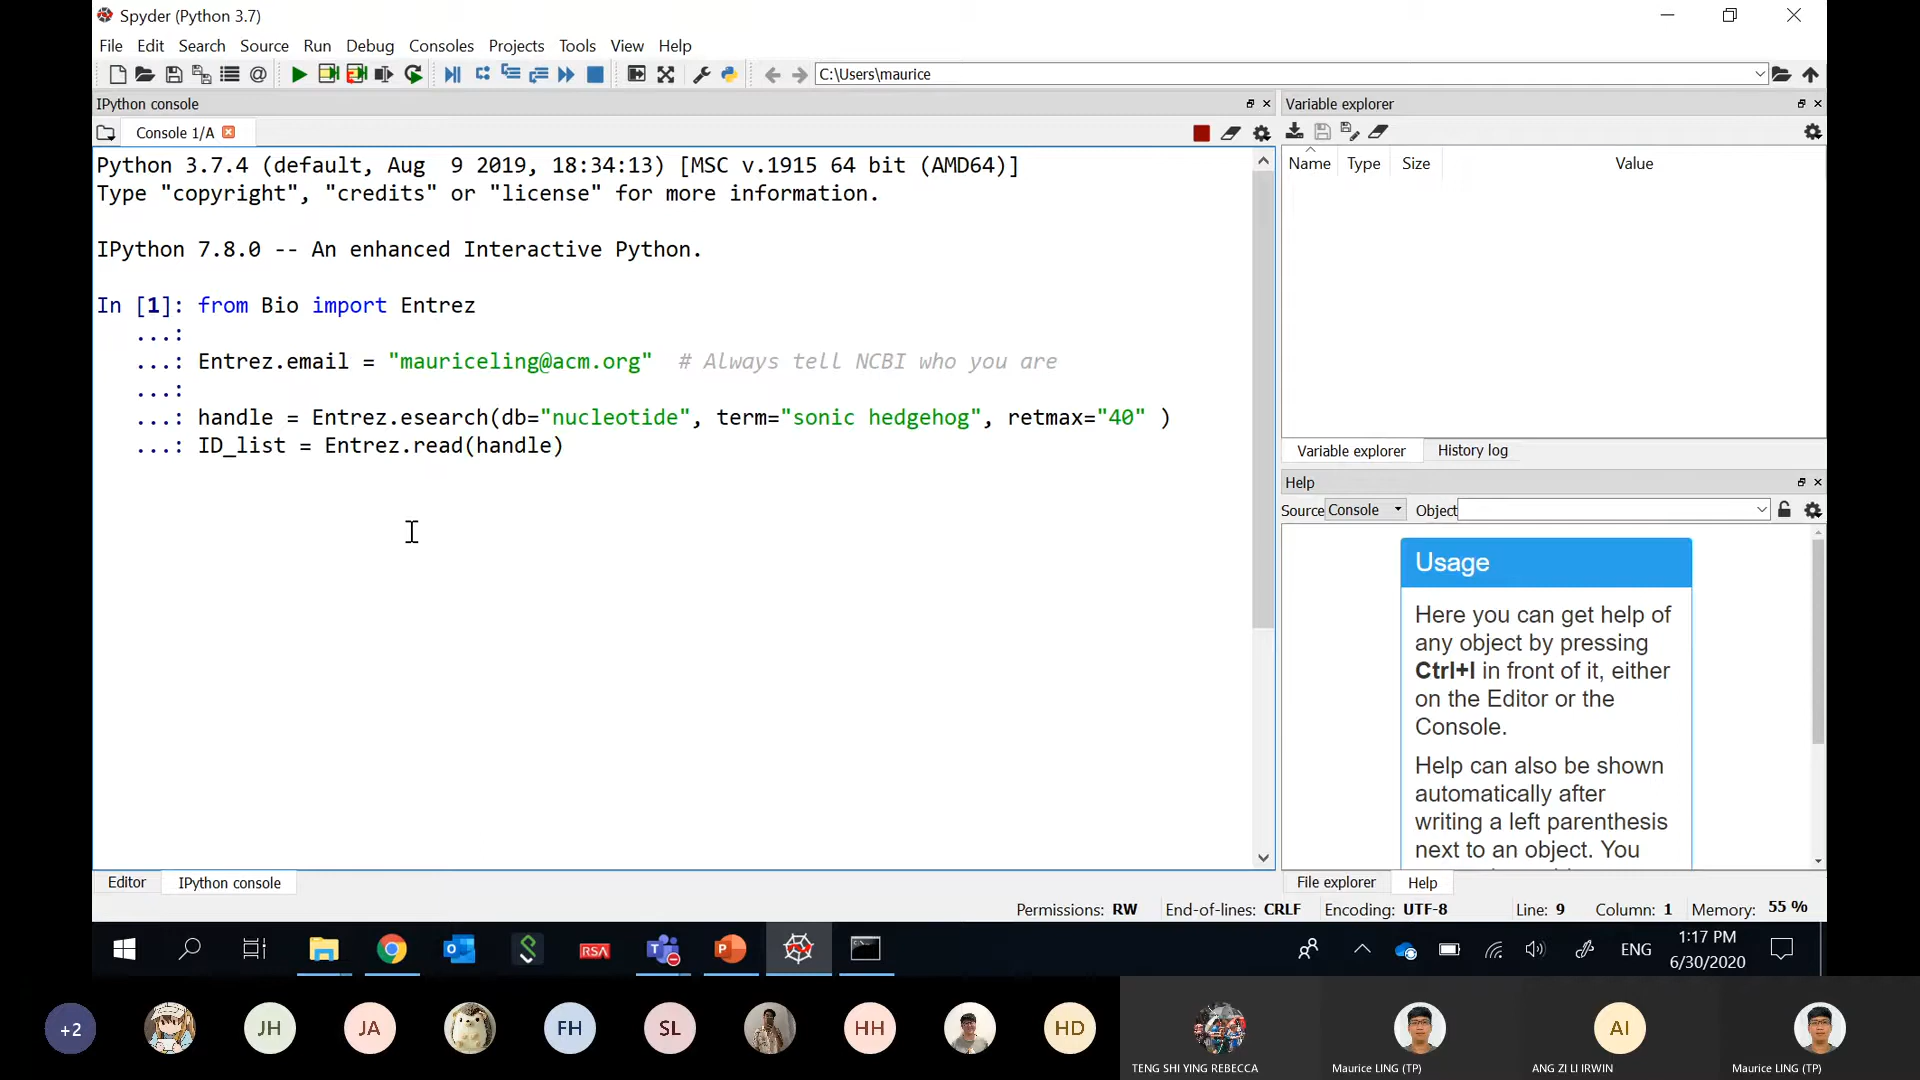 Spyder (Python 3.7)
File Edit Search Source Run Debug Consoles Projects Tools View Help
C:\Users\maurice
IPython console
Console 1/A
Python 3.7.4 (default, Aug  9 2019, 18:34:13) [MSC v.1915 64 bit (AMD64)]
Type "copyright", "credits" or "license" for more information.
IPython 7.8.0 -- An enhanced Interactive Python.
In [1]: from Bio import Entrez
...:
...: Entrez.email = "mauriceling@acm.org"  # Always tell NCBI who you are
...:
...: handle = Entrez.esearch(db="nucleotide", term="sonic hedgehog", retmax="40" )
...: ID_list = Entrez.read(handle)
Editor IPython console
Variable explorer
Name Type Size Value
Variable explorer History log
Help
Source Console Object
Usage
Here you can get help of
any object by pressing
Ctrl+I in front of it, either
on the Editor or the
Console.
Help can also be shown
automatically after
writing a left parenthesis
next to an object. You
File explorer Help
Permissions: RW End-of-lines: CRLF Encoding: UTF-8 Line: 9 Column: 1 Memory: 55 %
RSA
ENG
1:17 PM
6/30/2020
+2 JH JA FH SL HH HD AI
TENG SHI YING REBECCA Maurice LING (TP) ANG ZI LI IRWIN Maurice LING (TP)